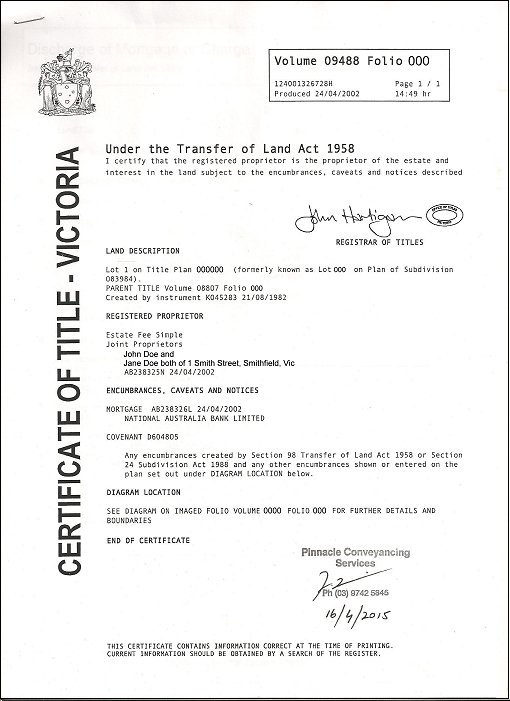 Volume 09488 Folio 000
124001326728H Page 1 / 1
Produced 24/04/2002 14:49 hr
CERTIFICATE OF TITLE - VICTORIA
Under the Transfer of Land Act 1958
I certify that the registered proprietor is the proprietor of the estate and
interest in the land subject to the encumbrances, caveats and notices described
John Hartigan
REGISTRAR OF TITLES
LAND DESCRIPTION
Lot 1 on Title Plan 000000 (formerly known as Lot 000 on Plan of Subdivision
083984).
PARENT TITLE Volume 08807 Folio 000
Created by instrument K045283 21/08/1982
REGISTERED PROPRIETOR
Estate Fee Simple
Joint Proprietors
John Doe and
Jane Doe both of 1 Smith Street, Smithfield, Vic
AB238325N 24/04/2002
ENCUMBRANCES, CAVEATS AND NOTICES
MORTGAGE AB238326L 24/04/2002
NATIONAL AUSTRALIA BANK LIMITED
COVENANT D604805
Any encumbrances created by Section 98 Transfer of Land Act 1958 or Section
24 Subdivision Act 1988 and any other encumbrances shown or entered on the
plan set out under DIAGRAM LOCATION below.
DIAGRAM LOCATION
SEE DIAGRAM ON IMAGED FOLIO VOLUME 0000 FOLIO 000 FOR FURTHER DETAILS AND
BOUNDARIES
END OF CERTIFICATE
Pinnacle Conveyancing
Services
Ph (03) 9742 5845
16/4/2015
THIS CERTIFICATE CONTAINS INFORMATION CORRECT AT THE TIME OF PRINTING.
CURRENT INFORMATION SHOULD BE OBTAINED BY A SEARCH OF THE REGISTER.